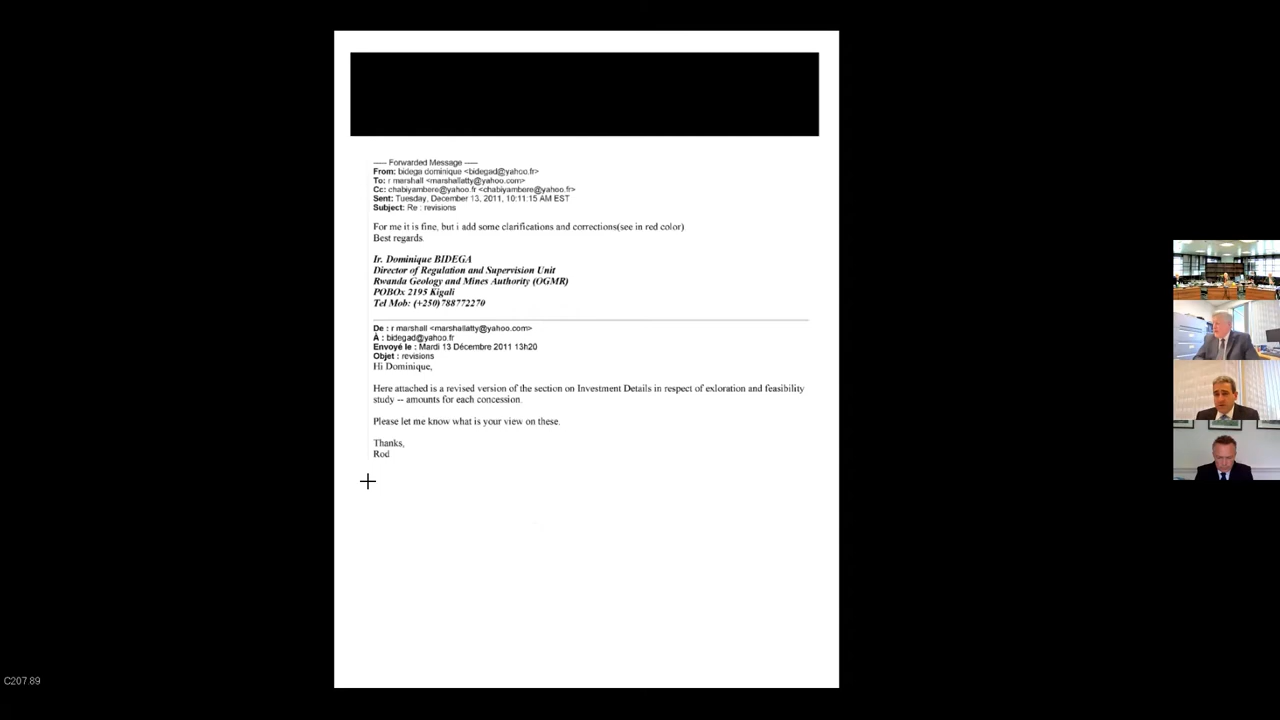 ----- Forwarded Message -----
From: bidega dominique <bidegad@yahoo.fr>
To: r marshall <marshallatty@yahoo.com>
Cc: chabiyambere@yahoo.fr <chabiyambere@yahoo.fr>
Sent: Tuesday, December 13, 2011, 10:11:15 AM EST
Subject: Re : revisions
For me it is fine, but i add some clarifications and corrections(see in red color)
Best regards.
Ir. Dominique BIDEGA
Director of Regulation and Supervision Unit
Rwanda Geology and Mines Authority (OGMR)
POBOx 2195 Kigali
Tel Mob: (+250)788772270
De : r marshall <marshallatty@yahoo.com>
À : bidegad@yahoo.fr
Envoyé le : Mardi 13 Décembre 2011 13h20
Objet : revisions
Hi Dominique,
Here attached is a revised version of the section on Investment Details in respect of exloration and feasibility
study -- amounts for each concession.
Please let me know what is your view on these.
Thanks,
Rod
C207.89